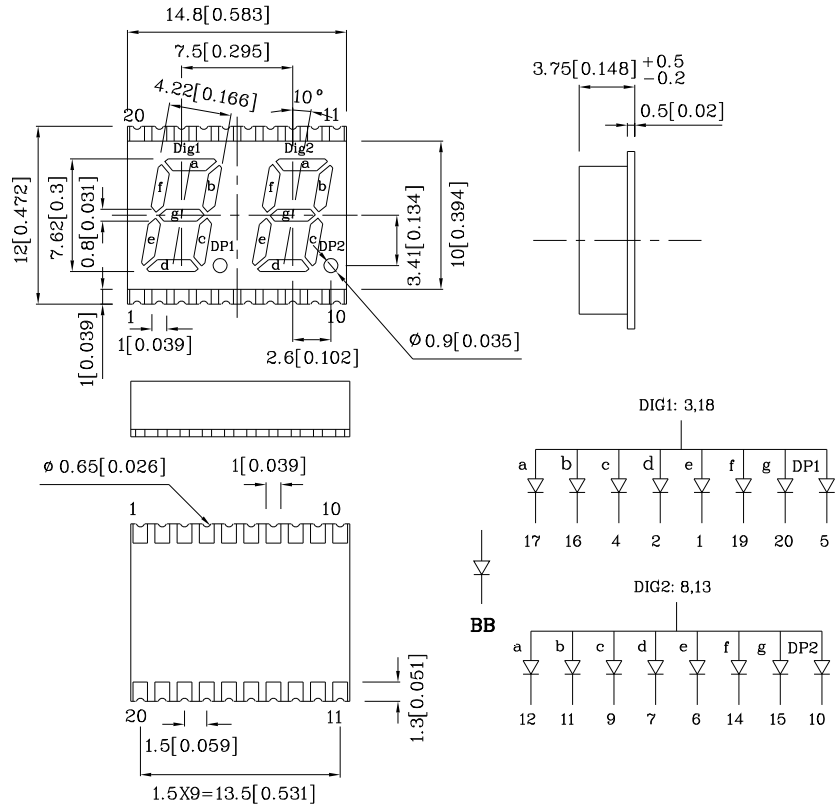 14.8[0.583]
7.5[0.295]
4.22[0.166]
10°
20
11
Dig1
Dig2
a
a
f
b
f
b
g
g
e
c
DP1
e
c
DP2
d
d
1
10
12[0.472]
7.62[0.3]
0.8[0.031]
1[0.039]
1[0.039]
3.41[0.134]
10[0.394]
2.6[0.102]
Ø0.9[0.035]
3.75[0.148] +0.5 -0.2
0.5[0.02]
Ø0.65[0.026]
1[0.039]
1
10
20
11
1.5[0.059]
1.3[0.051]
1.5X9=13.5[0.531]
DIG1: 3,18
a b c d e f g DP1
17 16 4 2 1 19 20 5
BB
DIG2: 8,13
a b c d e f g DP2
12 11 9 7 6 14 15 10